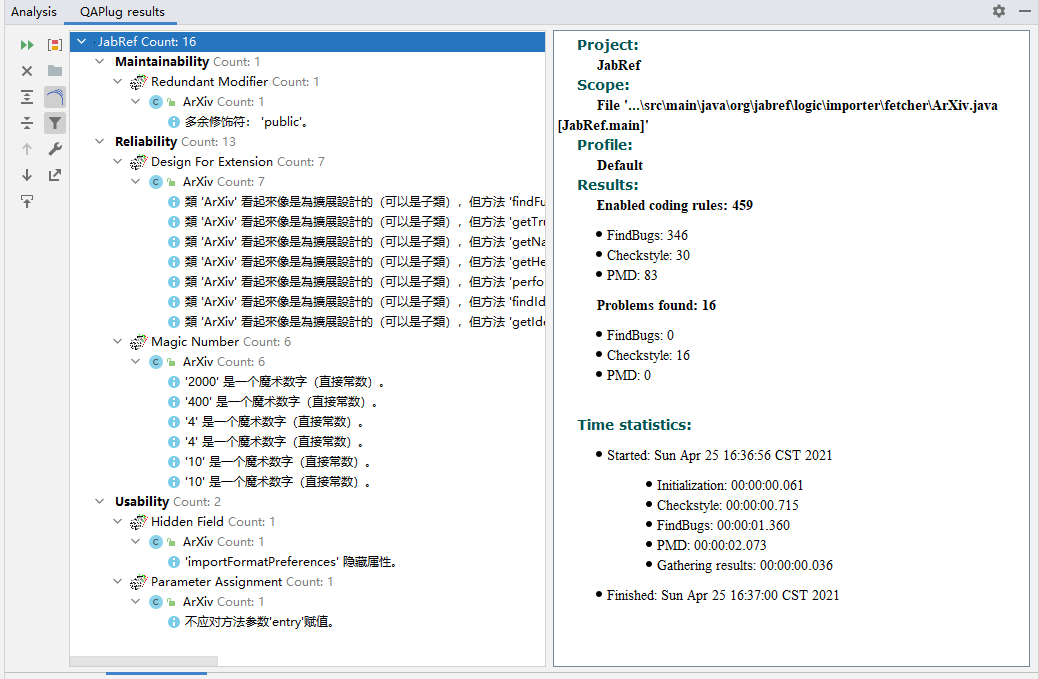 Analysis QAPlug results
JabRef Count: 16
Maintainability Count: 1
Redundant Modifier Count: 1
ArXiv Count: 1
多余修饰符： 'public'。
Reliability Count: 13
Design For Extension Count: 7
ArXiv Count: 7
類 'ArXiv' 看起來像是為擴展設計的（可以是子類），但方法 'findFu
類 'ArXiv' 看起來像是為擴展設計的（可以是子類），但方法 'getTru
類 'ArXiv' 看起來像是為擴展設計的（可以是子類），但方法 'getNa
類 'ArXiv' 看起來像是為擴展設計的（可以是子類），但方法 'getHe
類 'ArXiv' 看起來像是為擴展設計的（可以是子類），但方法 'perfo
類 'ArXiv' 看起來像是為擴展設計的（可以是子類），但方法 'findId
類 'ArXiv' 看起來像是為擴展設計的（可以是子類），但方法 'getIde
Magic Number Count: 6
ArXiv Count: 6
'2000' 是一个魔术数字（直接常数）。
'400' 是一个魔术数字（直接常数）。
'4' 是一个魔术数字（直接常数）。
'4' 是一个魔术数字（直接常数）。
'10' 是一个魔术数字（直接常数）。
'10' 是一个魔术数字（直接常数）。
Usability Count: 2
Hidden Field Count: 1
ArXiv Count: 1
'importFormatPreferences' 隐藏属性。
Parameter Assignment Count: 1
ArXiv Count: 1
不应对方法参数'entry'赋值。
Project:
JabRef
Scope:
File '...\src\main\java\org\jabref\logic\importer\fetcher\ArXiv.java
[JabRef.main]'
Profile:
Default
Results:
Enabled coding rules: 459
FindBugs: 346
Checkstyle: 30
PMD: 83
Problems found: 16
FindBugs: 0
Checkstyle: 16
PMD: 0
Time statistics:
Started: Sun Apr 25 16:36:56 CST 2021
Initialization: 00:00:00.061
Checkstyle: 00:00:00.715
FindBugs: 00:00:01.360
PMD: 00:00:02.073
Gathering results: 00:00:00.036
Finished: Sun Apr 25 16:37:00 CST 2021